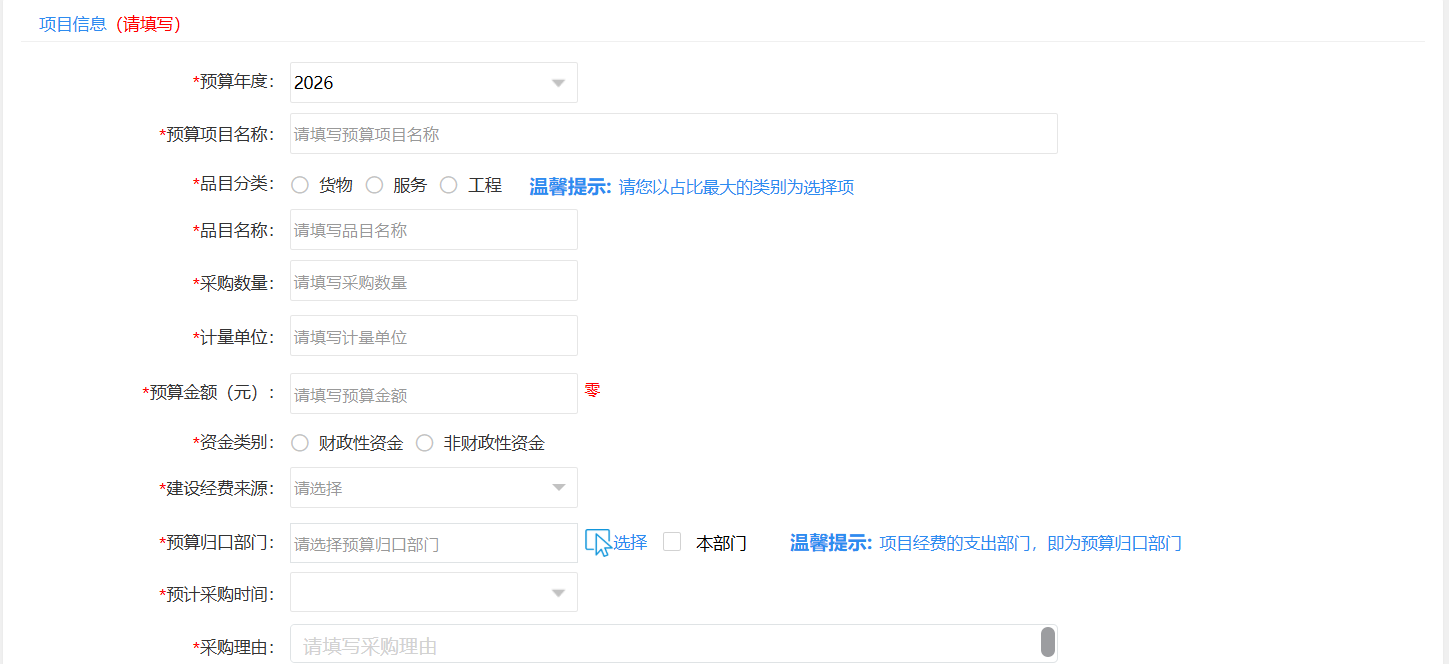 项目信息（请填写）
*预算年度： 2026
*预算项目名称： 请填写预算项目名称
*品目分类： 货物 服务 工程 温馨提示: 请您以占比最大的类别为选择项
*品目名称： 请填写品目名称
*采购数量： 请填写采购数量
*计量单位： 请填写计量单位
*预算金额（元）： 请填写预算金额 零
*资金类别： 财政性资金 非财政性资金
*建设经费来源： 请选择
*预算归口部门： 请选择预算归口部门 选择 本部门 温馨提示: 项目经费的支出部门，即为预算归口部门
*预计采购时间：
*采购理由： 请填写采购理由